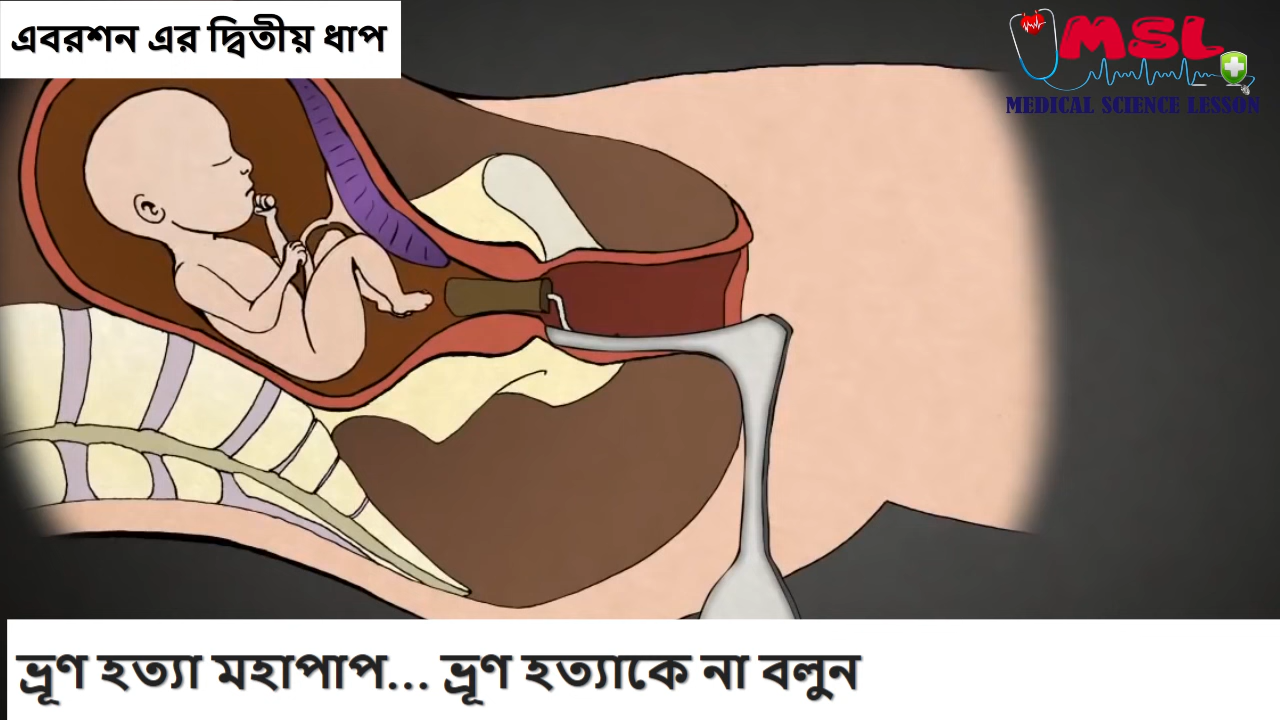 এবরশন এর দ্বিতীয় ধাপ
MSL
MEDICAL SCIENCE LESSON
ভ্রূণ হত্যা মহাপাপ... ভ্রূণ হত্যাকে না বলুন